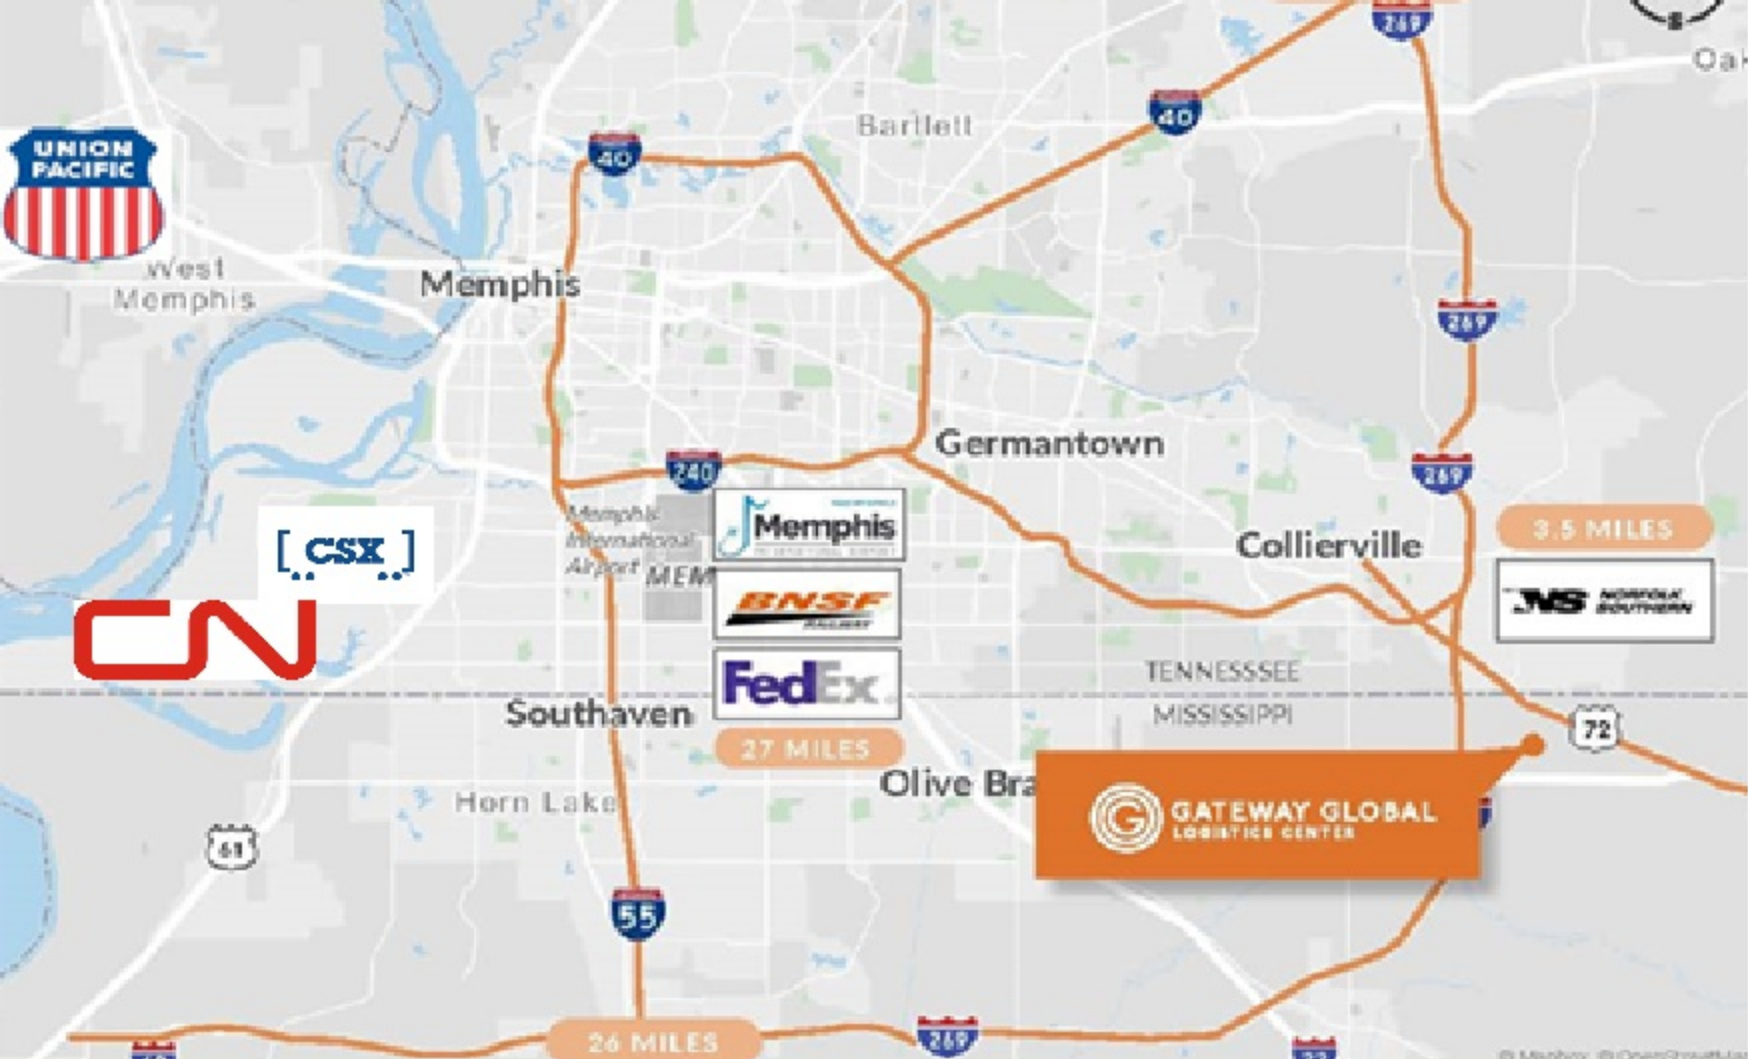 269
S
Oak
40
Bartlett
40
UNION
PACIFIC
West
Memphis
Memphis
269
Germantown
240
269
Memphis
International
Airport MEM
Memphis
Collierville
3.5 MILES
[ CSX ]
BNSF
RAILWAY
NS NORFOLK
SOUTHERN
CN
FedEx
TENNESSSEE
MISSISSIPPI
Southaven
72
27 MILES
Olive Bra
Horn Lake
GATEWAY GLOBAL
LOGISTICS CENTER
61
55
26 MILES
269
© Mapbox, © OpenStreetMap